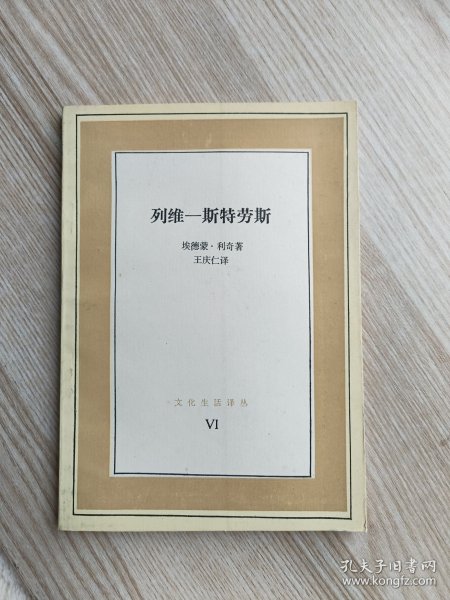 列维—斯特劳斯
埃德蒙·利奇著
王庆仁译
文化生活译丛
VI
孔夫子旧书网
www.kongfz.com